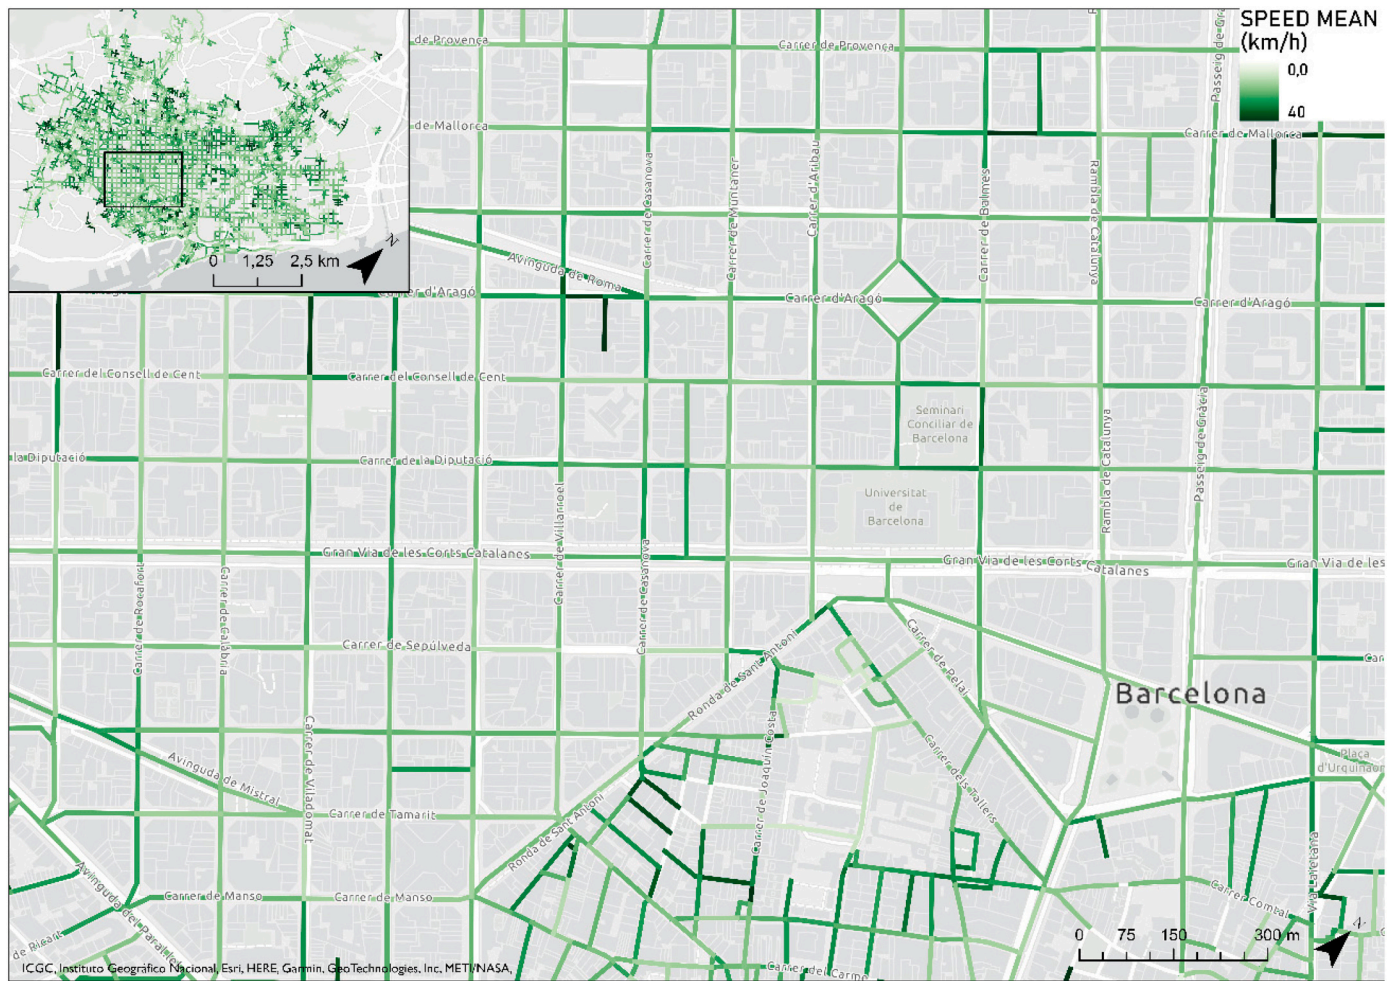 SPEED MEAN
(km/h)
0,0
40
0 1,25 2,5 km
N
de Provença
Carrer de Provença
de Mallorca
Carrer de Mallorca
Carrer de Casanova
Carrer de Muntaner
Carrer d'Aribau
Carrer de Balmes
Rambla de Catalunya
Avinguda de Roma
Carrer d'Aragó
Carrer d'Aragó
Carrer del Consell de Cent
Carrer del Consell de Cent
Seminari
Conciliar de
Barcelona
Passeig de Gràcia
Rambla de Catalunya
la Diputació
Carrer de la Diputació
Universitat
de
Barcelona
Carrer de Villarroel
Carrer de Casanova
Gran Via de les Corts Catalanes
Gran Via de les Corts Catalanes
Gran Via de les
Carrer de Rocafort
Carrer de Calàbria
Carrer de Sepúlveda
Ronda de Sant Antoni
Carrer de Pelai
Barcelona
Carrer de Viladomat
Avinguda de Mistral
Carrer de Joaquín Costa
Carrer dels Tallers
Plaça
d'Urquinaon
Carrer de Tamarit
Ronda de Sant Antoni
Via Laietana
Avinguda del Paral·lel
Carrer de Manso
Carrer de Manso
Carrer Comtal
de Ricart
Carrer del Carme
0 75 150 300 m
ICGC, Instituto Geográfico Nacional, Esri, HERE, Garmin, GeoTechnologies, Inc, METI/NASA,